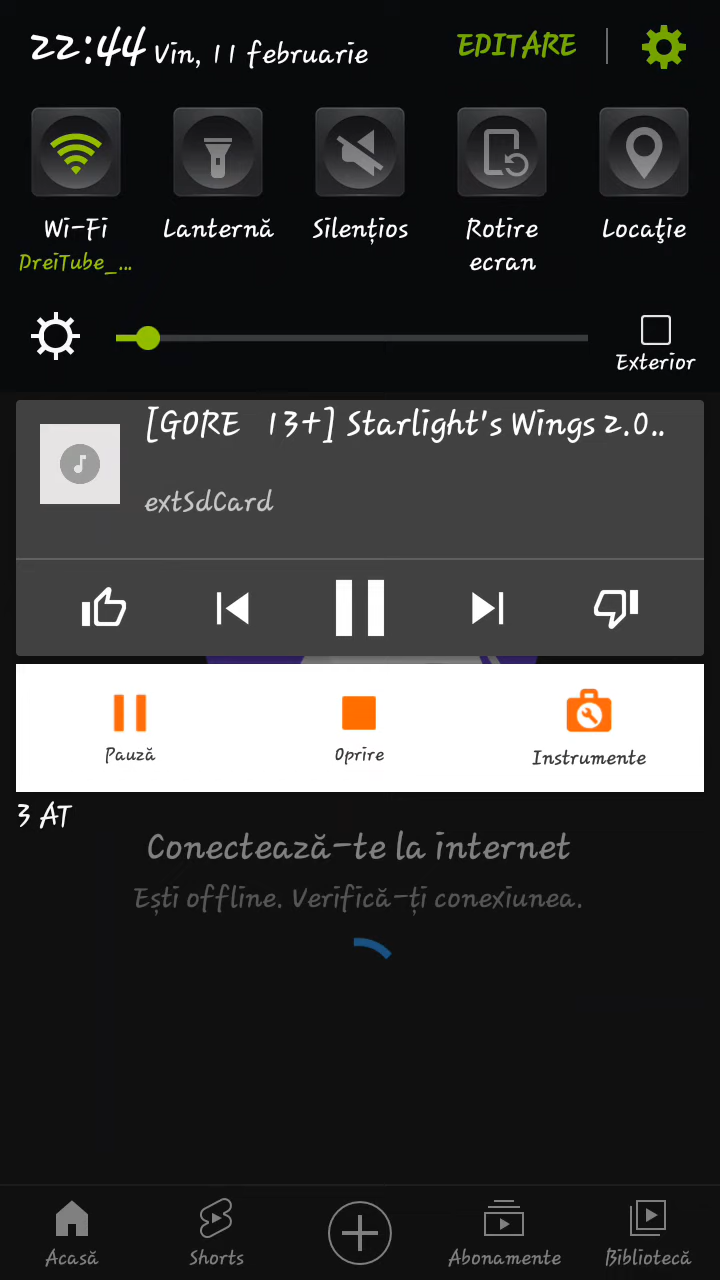 22:44 Vin, 11 februarie EDITARE
Wi-Fi Lanternă Silențios Rotire ecran Locaţie
DreiTube_...
Exterior
[GORE 13+] Starlight's Wings 2.0..
extSdCard
Pauză Oprire Instrumente
3 AT
Conectează-te la internet
Ești offline. Verifică-ți conexiunea.
Acasă Shorts Abonamente Bibliotecă